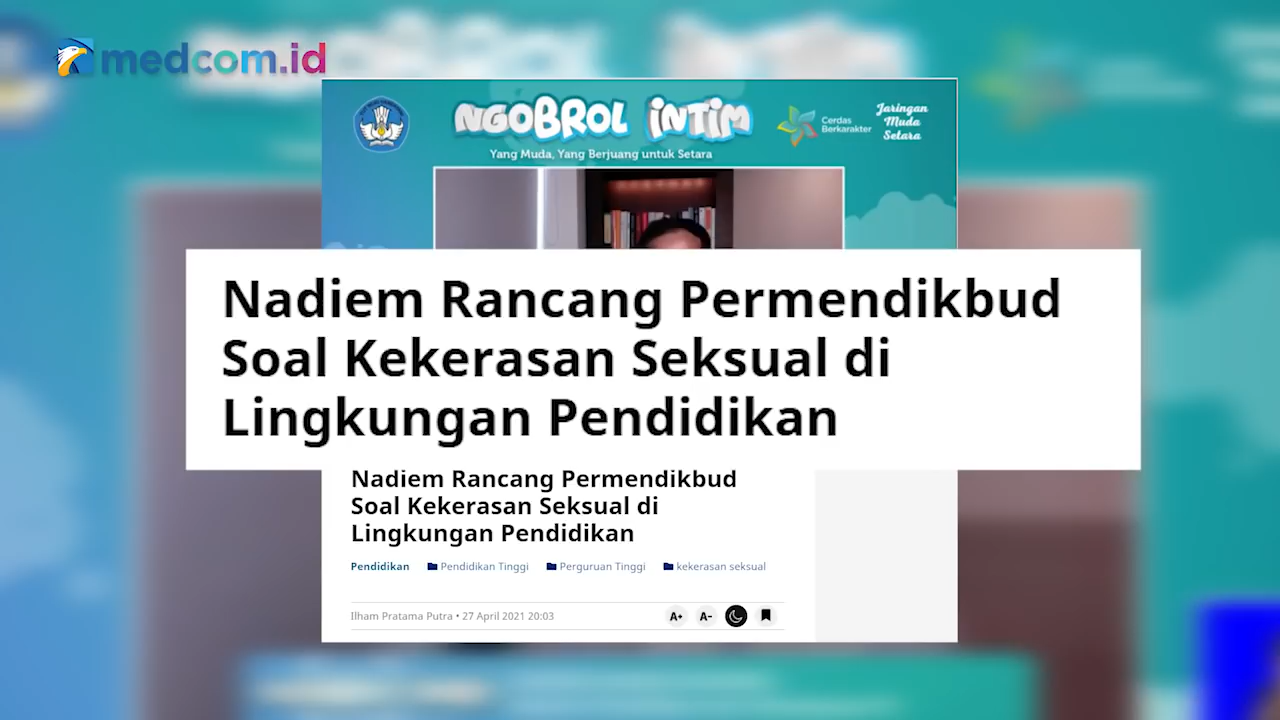 medcom.id
NGOBROL INTIM
Yang Muda, Yang Berjuang untuk Setara
Cerdas
Berkarakter
Jaringan
Muda
Setara
Nadiem Rancang Permendikbud
Soal Kekerasan Seksual di
Lingkungan Pendidikan
Nadiem Rancang Permendikbud
Soal Kekerasan Seksual di
Lingkungan Pendidikan
Pendidikan Pendidikan Tinggi Perguruan Tinggi kekerasan seksual
Ilham Pratama Putra • 27 April 2021 20:03 A+ A-